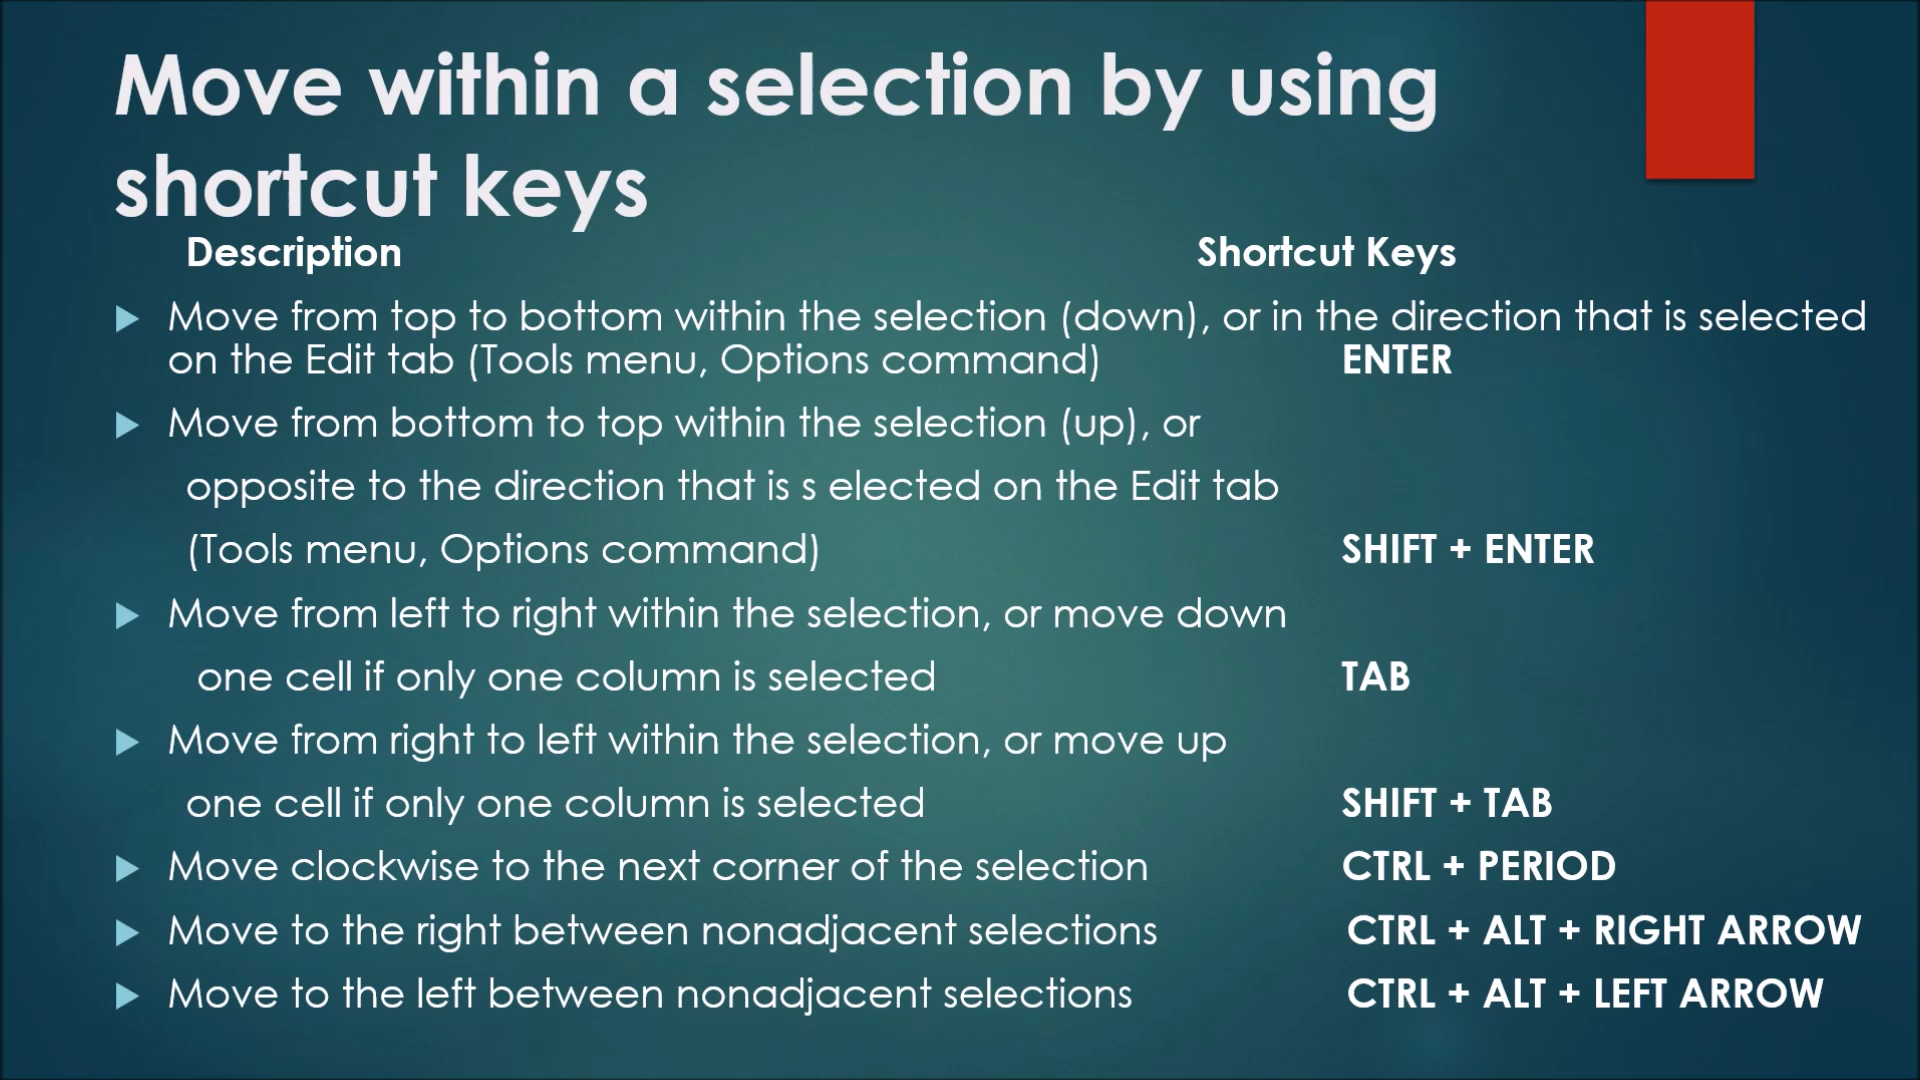 Move within a selection by using
shortcut keys
Description Shortcut Keys
Move from top to bottom within the selection (down), or in the direction that is selected
on the Edit tab (Tools menu, Options command) ENTER
Move from bottom to top within the selection (up), or
opposite to the direction that is s elected on the Edit tab
(Tools menu, Options command) SHIFT + ENTER
Move from left to right within the selection, or move down
one cell if only one column is selected TAB
Move from right to left within the selection, or move up
one cell if only one column is selected SHIFT + TAB
Move clockwise to the next corner of the selection CTRL + PERIOD
Move to the right between nonadjacent selections CTRL + ALT + RIGHT ARROW
Move to the left between nonadjacent selections CTRL + ALT + LEFT ARROW